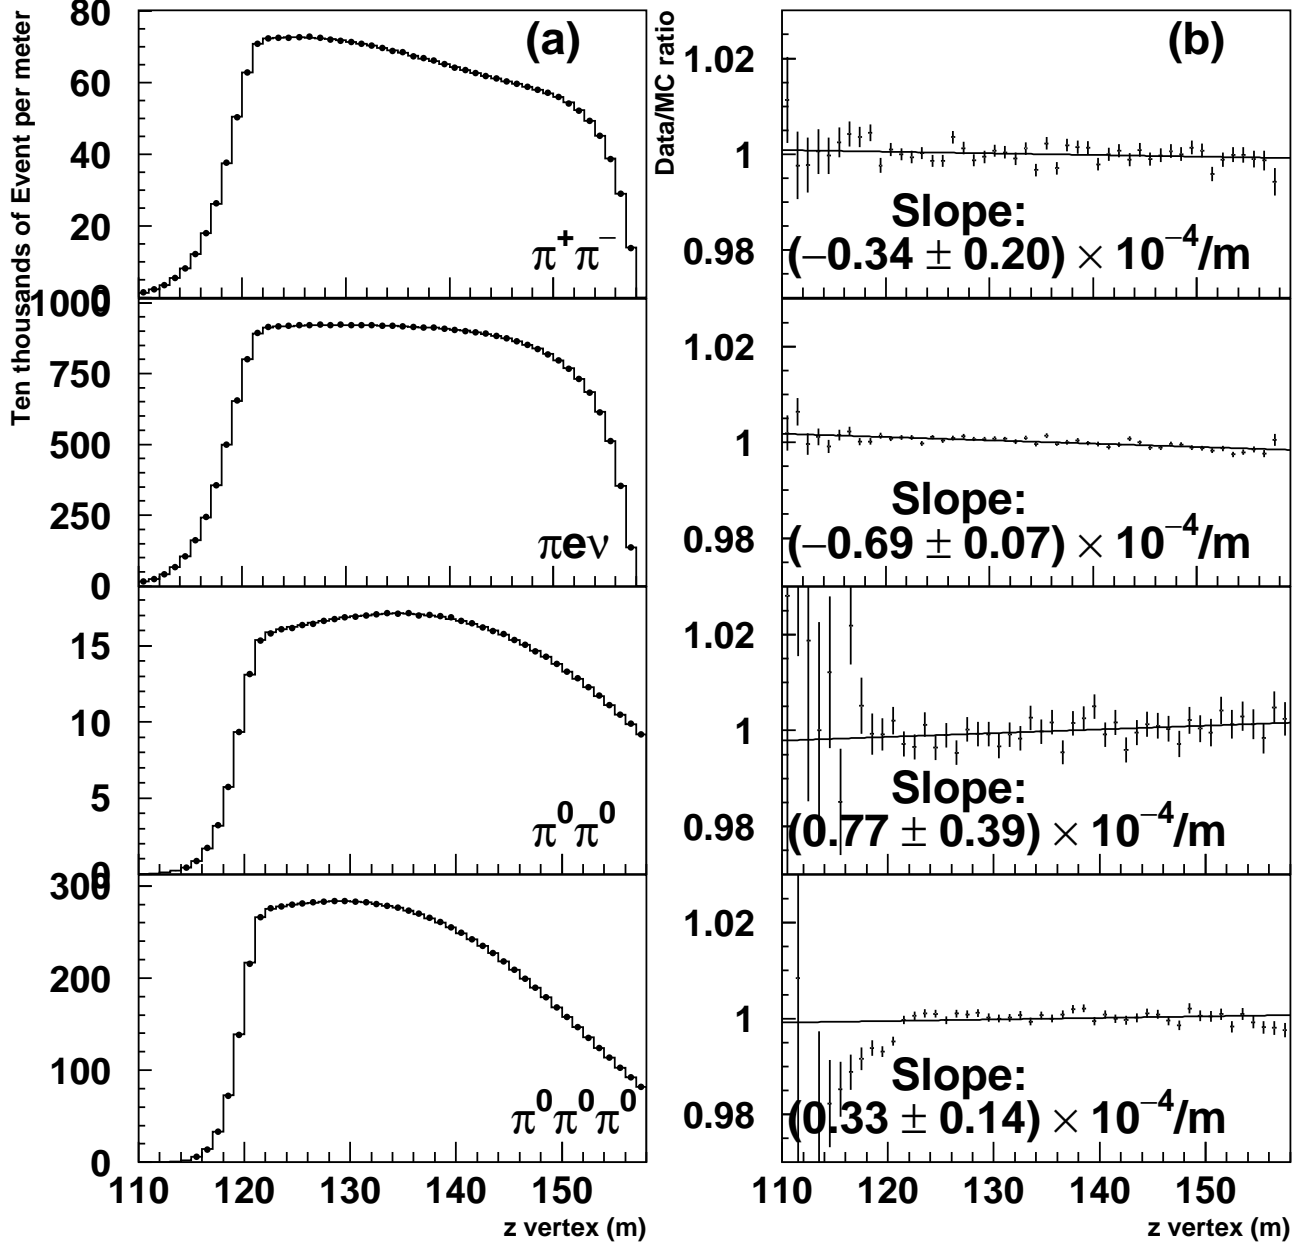 Ten thousands of Event per meter
(a)
80
60
40
20
0
π⁺π⁻
1000
750
500
250
0
πeν
15
10
5
0
π⁰π⁰
300
200
100
0
π⁰π⁰π⁰
110 120 130 140 150
z vertex (m)
Data/MC ratio
(b)
1.02
1
0.98
Slope:
(−0.34 ± 0.20) × 10⁻⁴/m
1.02
1
0.98
Slope:
(−0.69 ± 0.07) × 10⁻⁴/m
1.02
1
0.98
Slope:
(0.77 ± 0.39) × 10⁻⁴/m
1.02
1
0.98
Slope:
(0.33 ± 0.14) × 10⁻⁴/m
110 120 130 140 150
z vertex (m)